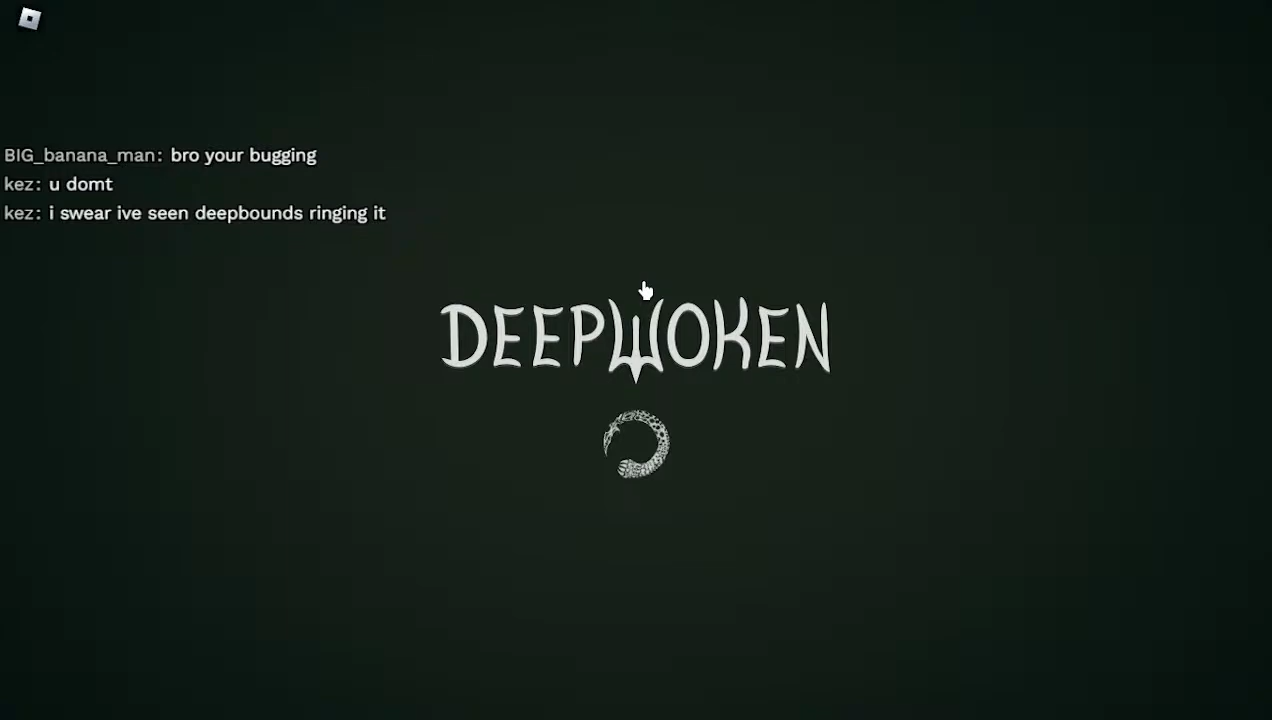 BIG_banana_man: bro your bugging
kez: u domt
kez: i swear ive seen deepbounds ringing it
DEEPWOKEN